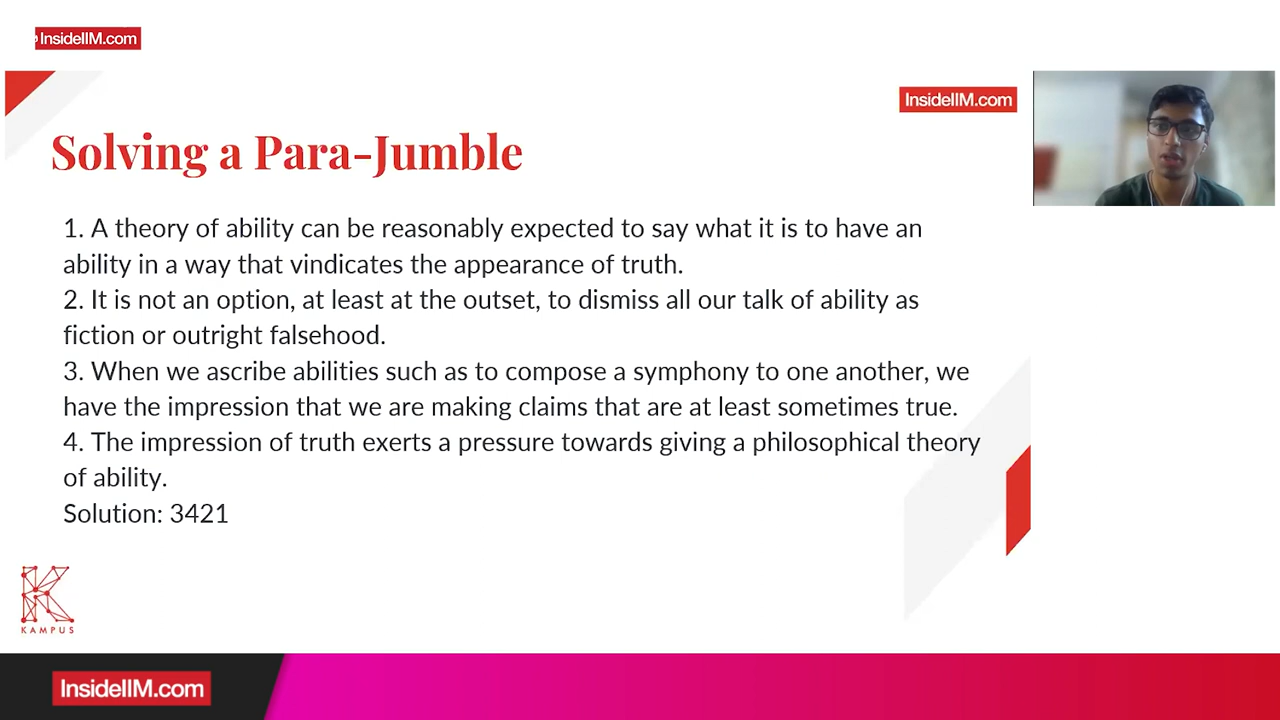 InsideIIM.com
InsideIIM.com
Solving a Para-Jumble
1. A theory of ability can be reasonably expected to say what it is to have an
ability in a way that vindicates the appearance of truth.
2. It is not an option, at least at the outset, to dismiss all our talk of ability as
fiction or outright falsehood.
3. When we ascribe abilities such as to compose a symphony to one another, we
have the impression that we are making claims that are at least sometimes true.
4. The impression of truth exerts a pressure towards giving a philosophical theory
of ability.
Solution: 3421
KAMPUS
InsideIIM.com